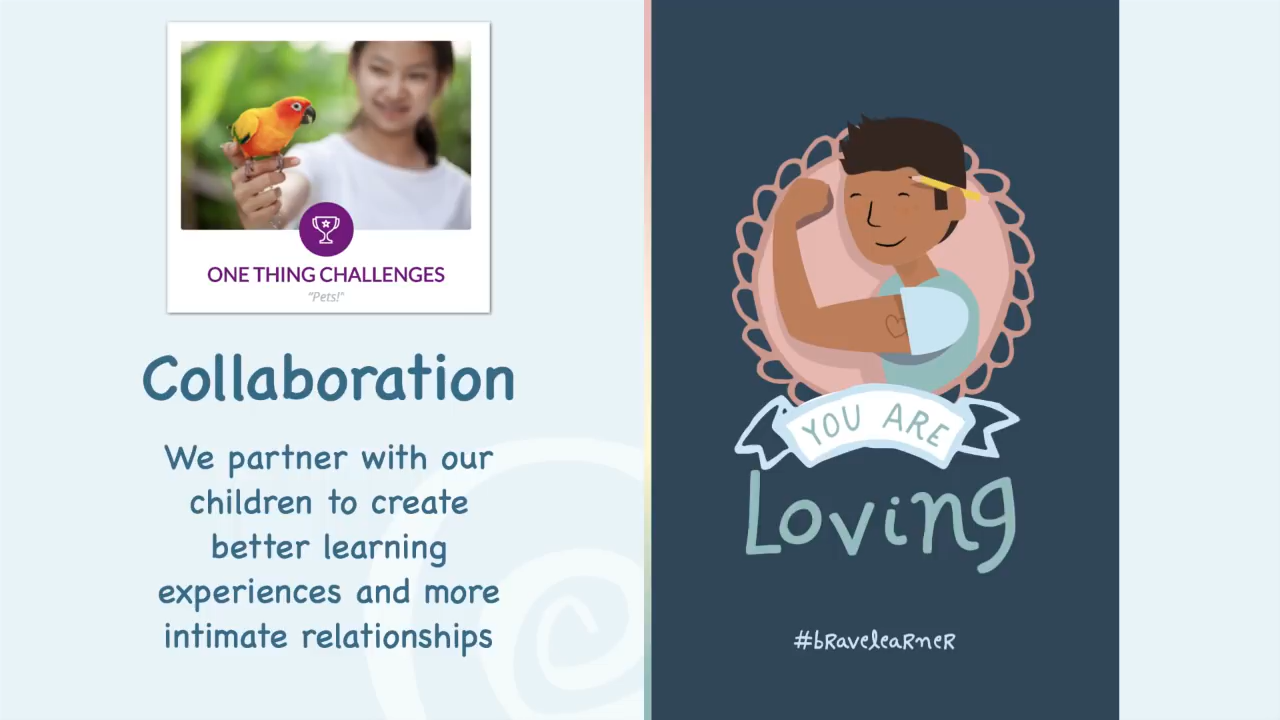 ONE THING CHALLENGES
"Pets!"
Collaboration
We partner with our
children to create
better learning
experiences and more
intimate relationships
YOU ARE
Loving
#bRaveleaRneR